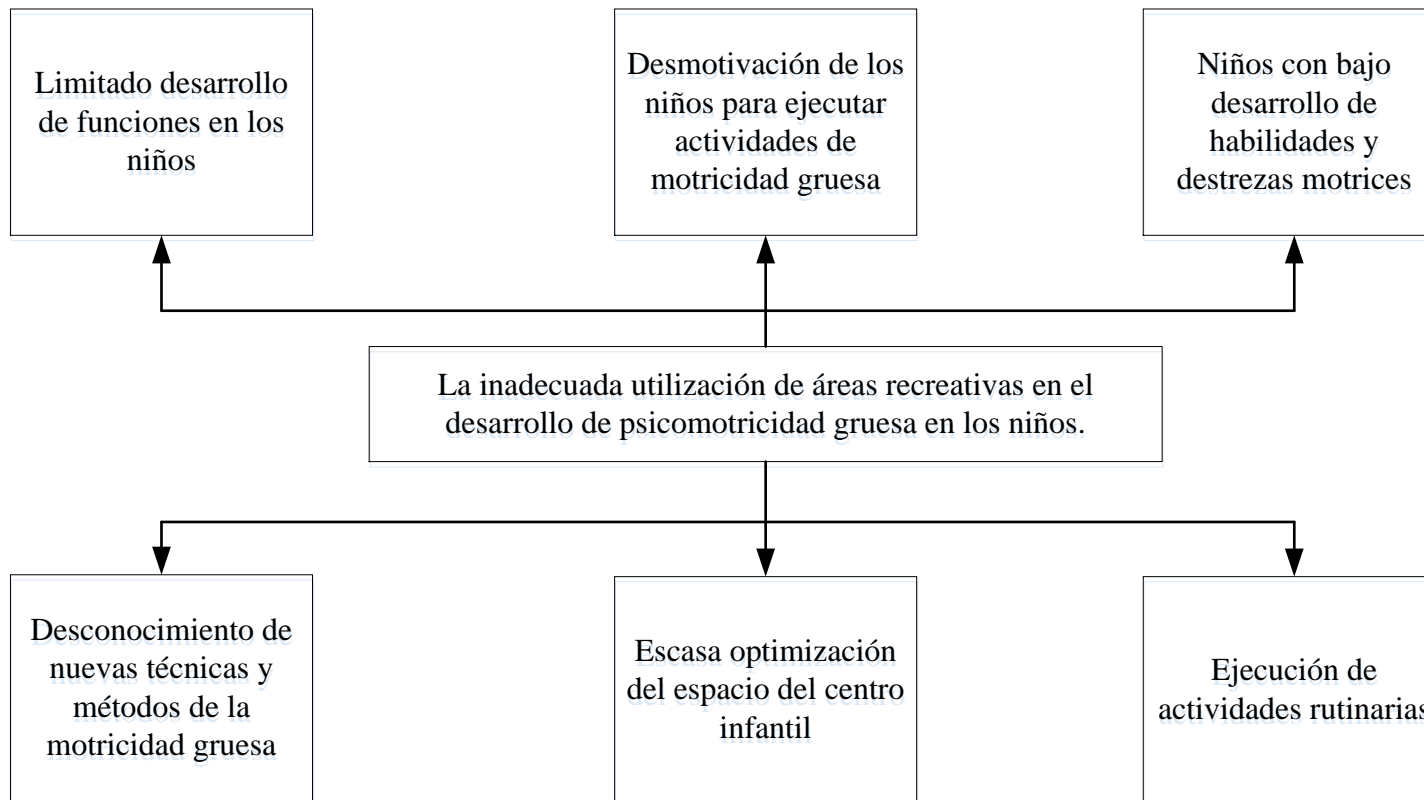 Limitado desarrollo
de funciones en los
niños
Desmotivación de los
niños para ejecutar
actividades de
motricidad gruesa
Niños con bajo
desarrollo de
habilidades y
destrezas motrices
La inadecuada utilización de áreas recreativas en el
desarrollo de psicomotricidad gruesa en los niños.
Desconocimiento de
nuevas técnicas y
métodos de la
motricidad gruesa
Escasa optimización
del espacio del centro
infantil
Ejecución de
actividades rutinarias